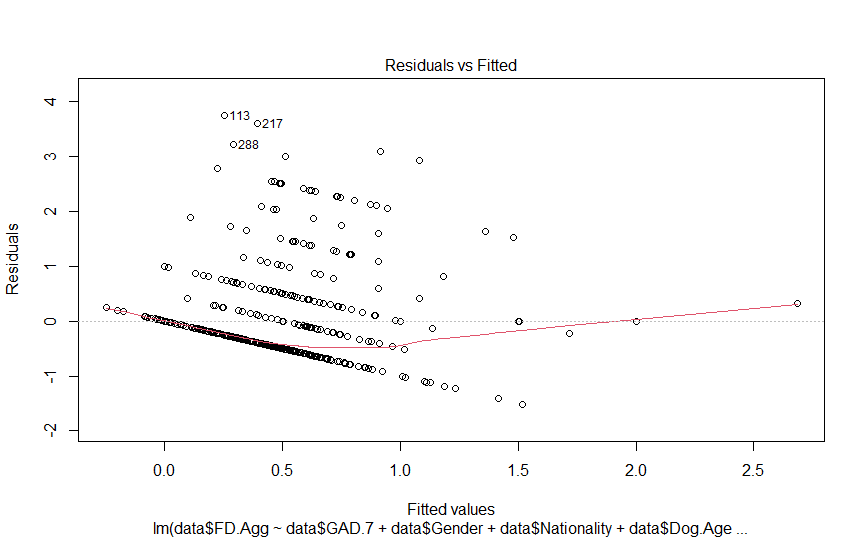 Residuals vs Fitted
113
217
288
4
3
2
1
0
-1
-2
Residuals
0.0 0.5 1.0 1.5 2.0 2.5
Fitted values
lm(data$FD.Agg ~ data$GAD.7 + data$Gender + data$Nationality + data$Dog.Age ...